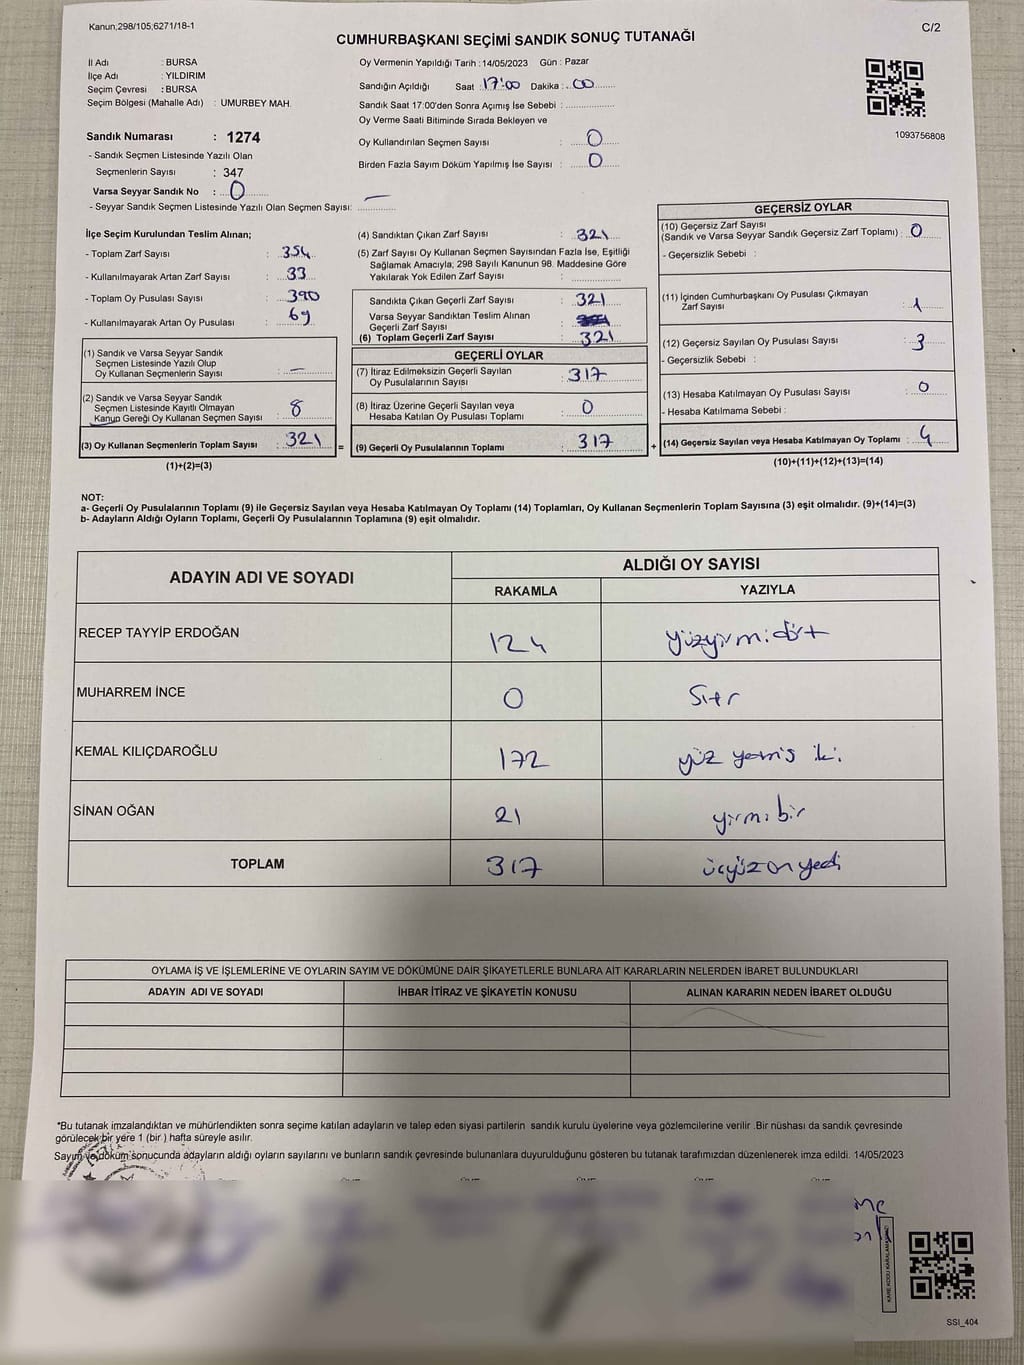 Kanun;298/105;6271/18-1
C/2
CUMHURBAŞKANI SEÇİMİ SANDIK SONUÇ TUTANAĞI
İl Adı : BURSA
İlçe Adı : YILDIRIM
Seçim Çevresi : BURSA
Seçim Bölgesi (Mahalle Adı) : UMURBEY MAH.
Sandık Numarası : 1274
- Sandık Seçmen Listesinde Yazılı Olan
Seçmenlerin Sayısı : 347
Varsa Seyyar Sandık No : 0
- Seyyar Sandık Seçmen Listesinde Yazılı Olan Seçmen Sayısı: —
Oy Vermenin Yapıldığı Tarih : 14/05/2023 Gün : Pazar
Sandığın Açıldığı Saat : 17:00 Dakika : 00
Sandık Saat 17:00'den Sonra Açımış İse Sebebi :
Oy Verme Saati Bitiminde Sırada Bekleyen ve
Oy Kullandırılan Seçmen Sayısı : 0
Birden Fazla Sayım Döküm Yapılmış İse Sayısı : 0
1093756808
İlçe Seçim Kurulundan Teslim Alınan;
- Toplam Zarf Sayısı : 354
- Kullanılmayarak Artan Zarf Sayısı : 33
- Toplam Oy Pusulası Sayısı : 390
- Kullanılmayarak Artan Oy Pusulası : 69
(1) Sandık ve Varsa Seyyar Sandık
Seçmen Listesinde Yazılı Olup
Oy Kullanan Seçmenlerin Sayısı : —
(2) Sandık ve Varsa Seyyar Sandık
Seçmen Listesinde Kayıtlı Olmayan
Kanun Gereği Oy Kullanan Seçmen Sayısı : 8
(3) Oy Kullanan Seçmenlerin Toplam Sayısı : 321 =
(1)+(2)=(3)
(4) Sandıktan Çıkan Zarf Sayısı : 321
(5) Zarf Sayısı Oy Kullanan Seçmen Sayısından Fazla İse, Eşitliği
Sağlamak Amacıyla; 298 Sayılı Kanunun 98. Maddesine Göre
Yakılarak Yok Edilen Zarf Sayısı :
Sandıkta Çıkan Geçerli Zarf Sayısı : 321
Varsa Seyyar Sandıktan Teslim Alınan
Geçerli Zarf Sayısı :
(6) Toplam Geçerli Zarf Sayısı : 321
GEÇERLİ OYLAR
(7) İtiraz Edilmeksizin Geçerli Sayılan
Oy Pusulalarının Sayısı : 317
(8) İtiraz Üzerine Geçerli Sayılan veya
Hesaba Katılan Oy Pusulası Toplamı : 0
(9) Geçerli Oy Pusulalarının Toplamı : 317 +
GEÇERSİZ OYLAR
(10) Geçersiz Zarf Sayısı
(Sandık ve Varsa Seyyar Sandık Geçersiz Zarf Toplamı) : 0
- Geçersizlik Sebebi :
(11) İçinden Cumhurbaşkanı Oy Pusulası Çıkmayan
Zarf Sayısı : 1
(12) Geçersiz Sayılan Oy Pusulası Sayısı : 3
- Geçersizlik Sebebi :
(13) Hesaba Katılmayan Oy Pusulası Sayısı : 0
- Hesaba Katılmama Sebebi :
(14) Geçersiz Sayılan veya Hesaba Katılmayan Oy Toplamı : 4
(10)+(11)+(12)+(13)=(14)
NOT:
a- Geçerli Oy Pusulalarının Toplamı (9) ile Geçersiz Sayılan veya Hesaba Katılmayan Oy Toplamı (14) Toplamları, Oy Kullanan Seçmenlerin Toplam Sayısına (3) eşit olmalıdır. (9)+(14)=(3)
b- Adayların Aldığı Oyların Toplamı, Geçerli Oy Pusulalarının Toplamına (9) eşit olmalıdır.
ADAYIN ADI VE SOYADI
ALDIĞI OY SAYISI
RAKAMLA YAZIYLA
RECEP TAYYİP ERDOĞAN 124 yüzyirmidört
MUHARREM İNCE 0 Sıfır
KEMAL KILIÇDAROĞLU 172 yüz yetmiş iki
SİNAN OĞAN 21 yirmi bir
TOPLAM 317 üçyüz on yedi
OYLAMA İŞ VE İŞLEMLERİNE VE OYLARIN SAYIM VE DÖKÜMÜNE DAİR ŞİKAYETLERLE BUNLARA AİT KARARLARIN NELERDEN İBARET BULUNDUKLARI
ADAYIN ADI VE SOYADI İHBAR İTİRAZ VE ŞİKAYETİN KONUSU ALINAN KARARIN NEDEN İBARET OLDUĞU
*Bu tutanak imzalandıktan ve mühürlendikten sonra seçime katılan adayların ve talep eden siyasi partilerin sandık kurulu üyelerine veya gözlemcilerine verilir .Bir nüshası da sandık çevresinde
görülecek bir yere 1 (bir ) hafta süreyle asılır.
Sayım ve döküm sonucunda adayların aldığı oyların sayılarını ve bunların sandık çevresinde bulunanlara duyurulduğunu gösteren bu tutanak tarafımızdan düzenlenerek imza edildi. 14/05/2023
KARE KODU KARALAMAYINIZ!
SSI_404